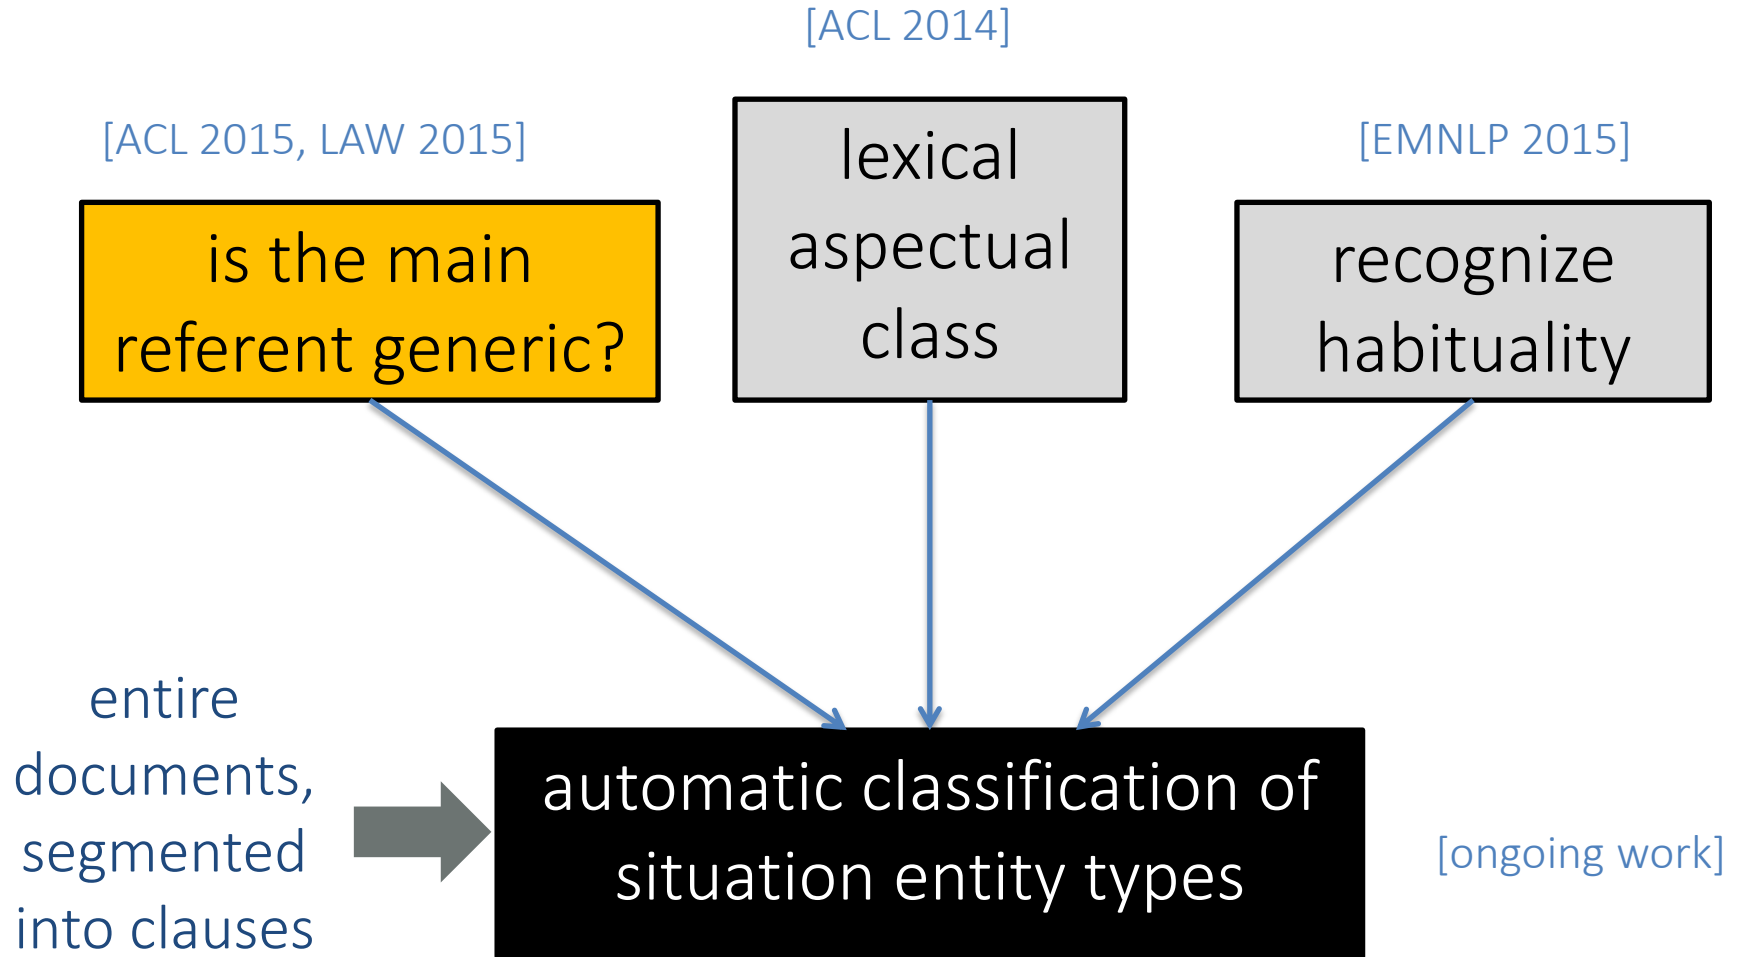 [ACL 2014]
[ACL 2015, LAW 2015]
[EMNLP 2015]
is the main
referent generic?
lexical
aspectual
class
recognize
habituality
entire
documents,
segmented
into clauses
automatic classification of
situation entity types
[ongoing work]